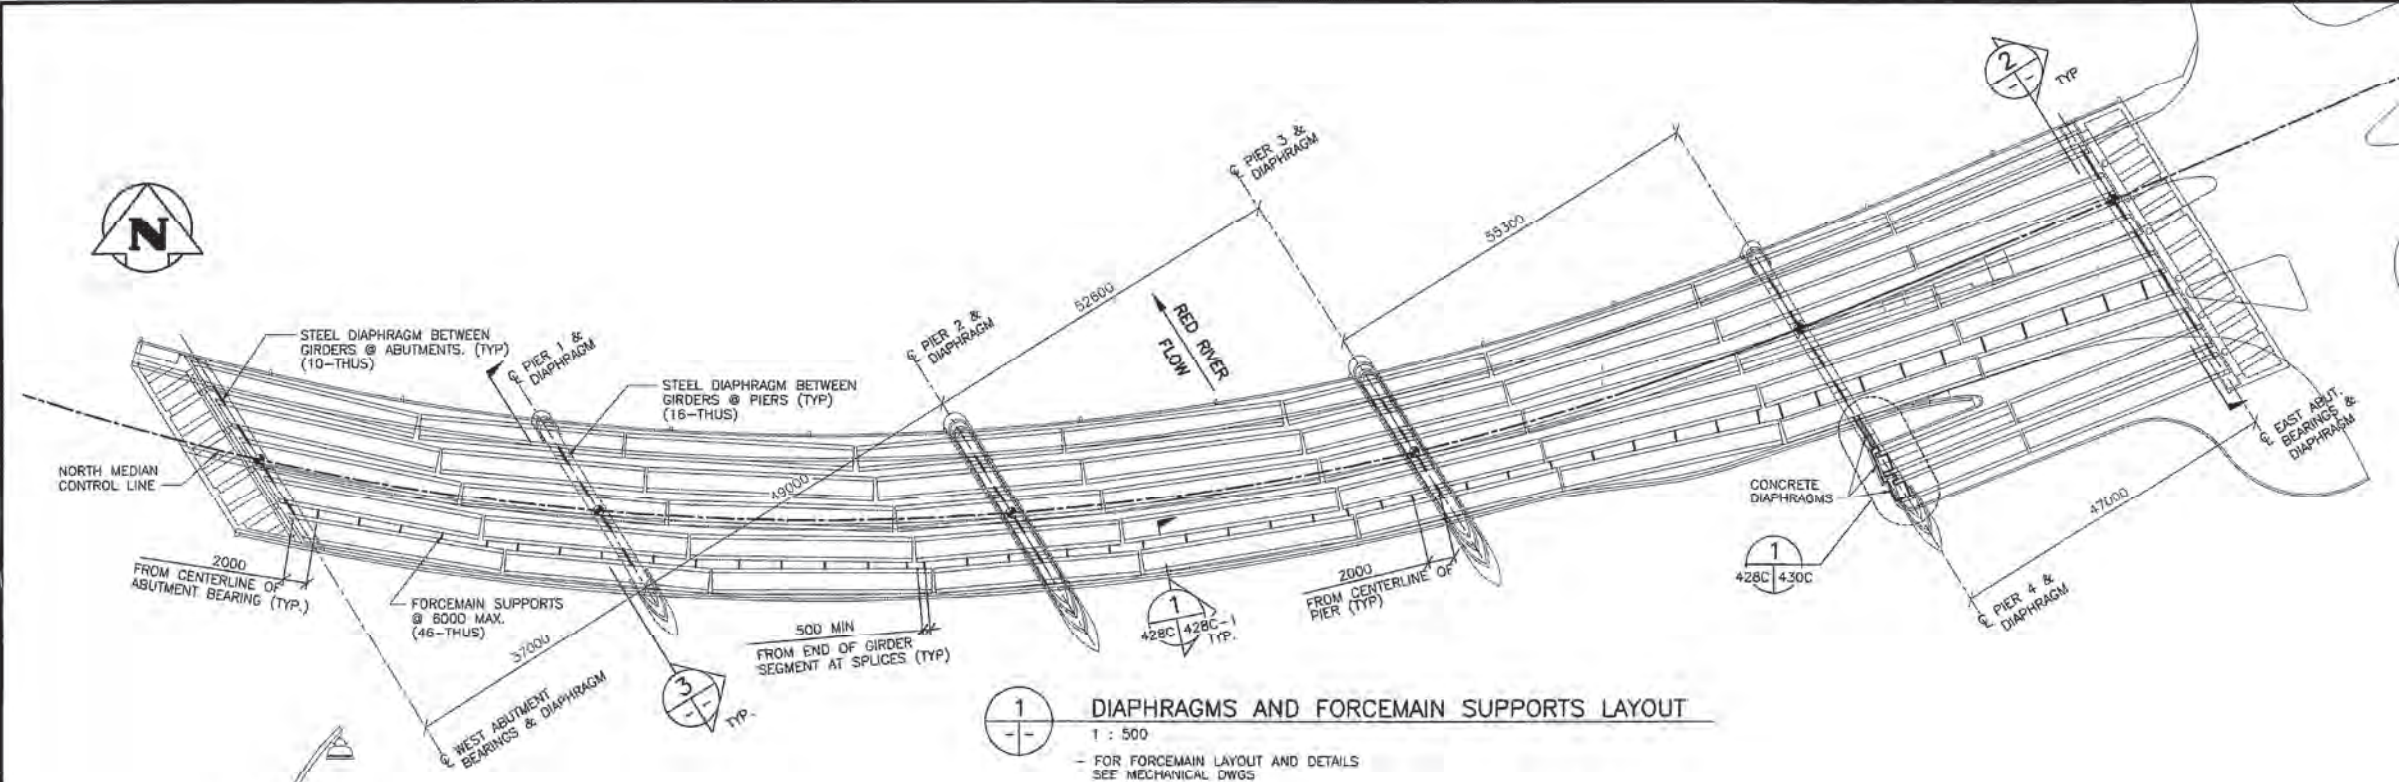 N
STEEL DIAPHRAGM BETWEEN
GIRDERS @ ABUTMENTS. (TYP)
(10-THUS)
NORTH MEDIAN
CONTROL LINE
2000
FROM CENTERLINE OF
ABUTMENT BEARING (TYP.)
℄ PIER 1 &
DIAPHRAGM
STEEL DIAPHRAGM BETWEEN
GIRDERS @ PIERS (TYP)
(16-THUS)
FORCEMAIN SUPPORTS
@ 6000 MAX.
(46-THUS)
37000
℄ WEST ABUTMENT
BEARINGS & DIAPHRAGM
3
--
TYP.
49000
500 MIN
FROM END OF GIRDER
SEGMENT AT SPLICES (TYP)
℄ PIER 2 &
DIAPHRAGM
52600
RED RIVER
FLOW
1
428C 428C-1
TYP.
℄ PIER 3 &
DIAPHRAGM
2000
FROM CENTERLINE OF
PIER (TYP)
55300
CONCRETE
DIAPHRAGMS
1
428C 430C
℄ PIER 4 &
DIAPHRAGM
47000
2
--
TYP
℄ EAST ABUT.
BEARINGS &
DIAPHRAGM
1
--
DIAPHRAGMS AND FORCEMAIN SUPPORTS LAYOUT
1 : 500
- FOR FORCEMAIN LAYOUT AND DETAILS
SEE MECHANICAL DWGS